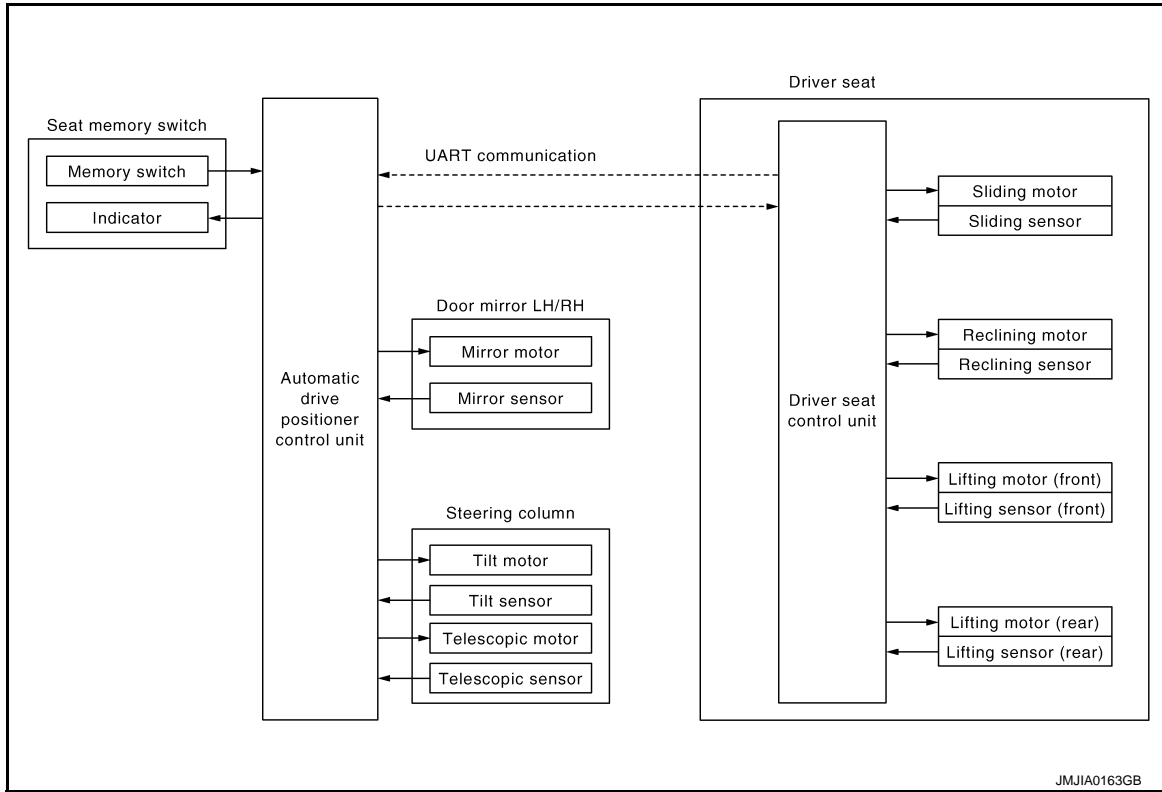 Driver seat
Seat memory switch
Memory switch
Indicator
UART communication
Sliding motor
Sliding sensor
Door mirror LH/RH
Mirror motor
Mirror sensor
Automatic
drive
positioner
control unit
Reclining motor
Reclining sensor
Driver seat
control unit
Lifting motor (front)
Lifting sensor (front)
Steering column
Tilt motor
Tilt sensor
Telescopic motor
Telescopic sensor
Lifting motor (rear)
Lifting sensor (rear)
JMJIA0163GB